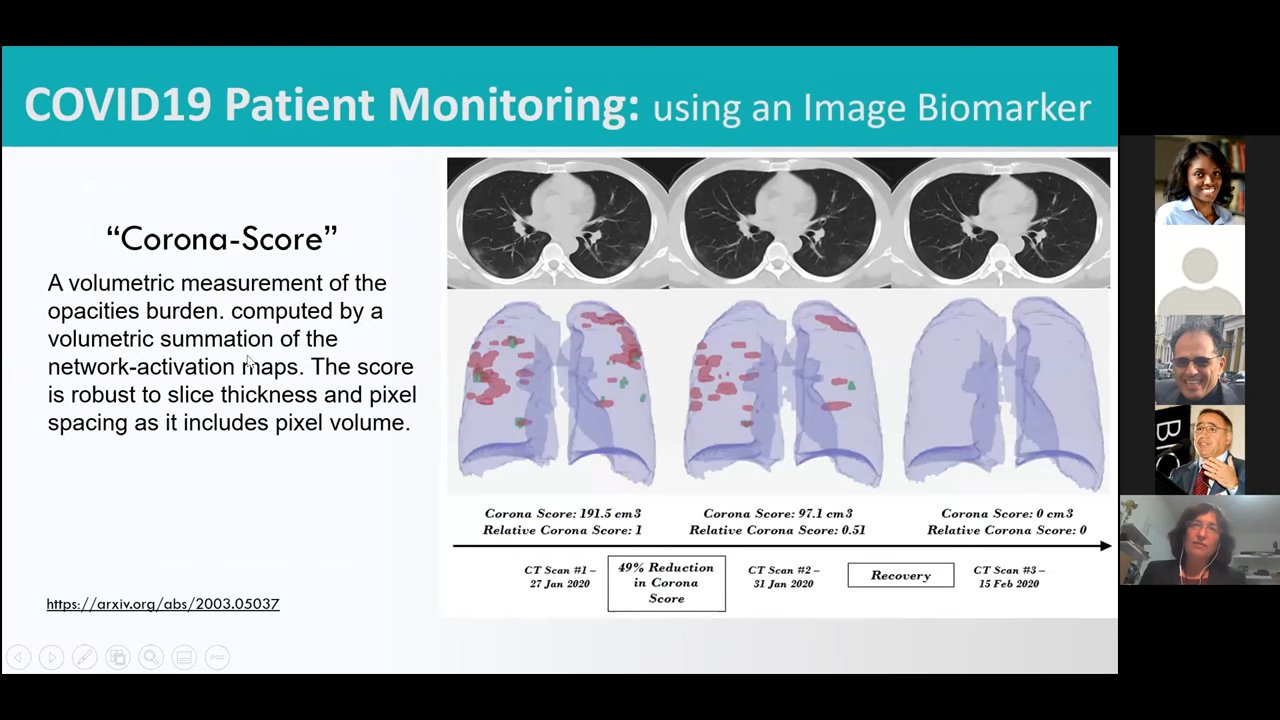 COVID19 Patient Monitoring: using an Image Biomarker
“Corona-Score”
A volumetric measurement of the
opacities burden. computed by a
volumetric summation of the
network-activation maps. The score
is robust to slice thickness and pixel
spacing as it includes pixel volume.
https://arxiv.org/abs/2003.05037
Corona Score: 191.5 cm3
Relative Corona Score: 1
Corona Score: 97.1 cm3
Relative Corona Score: 0.51
Corona Score: 0 cm3
Relative Corona Score: 0
CT Scan #1 –
27 Jan 2020
49% Reduction
in Corona
Score
CT Scan #2 –
31 Jan 2020
Recovery
CT Scan #3 –
15 Feb 2020